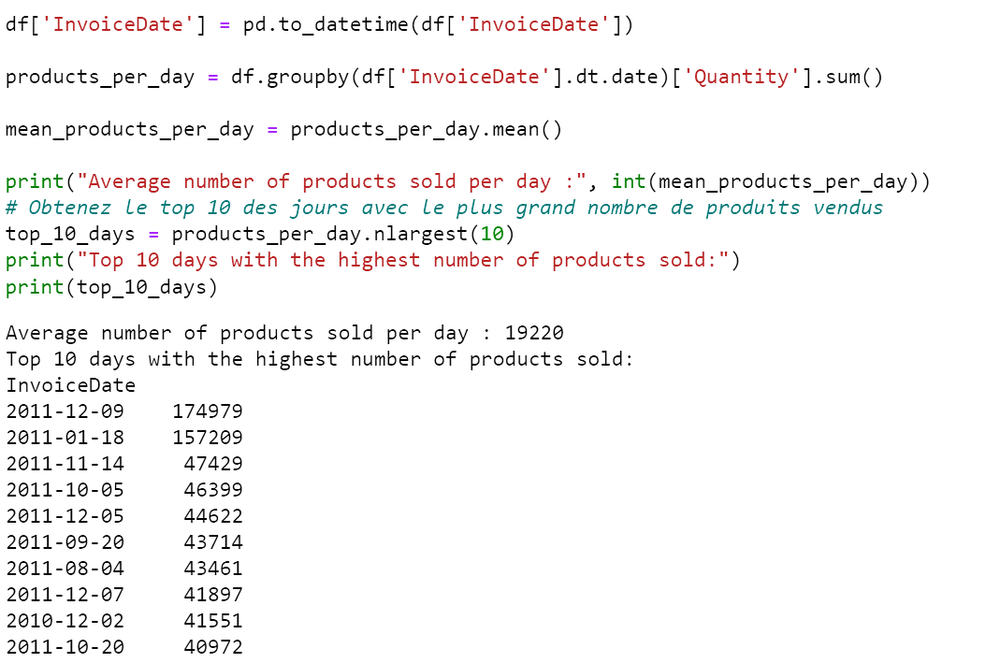 df['InvoiceDate'] = pd.to_datetime(df['InvoiceDate'])
products_per_day = df.groupby(df['InvoiceDate'].dt.date)['Quantity'].sum()
mean_products_per_day = products_per_day.mean()
print("Average number of products sold per day :", int(mean_products_per_day))
# Obtenez le top 10 des jours avec le plus grand nombre de produits vendus
top_10_days = products_per_day.nlargest(10)
print("Top 10 days with the highest number of products sold:")
print(top_10_days)
Average number of products sold per day : 19220
Top 10 days with the highest number of products sold:
InvoiceDate
2011-12-09    174979
2011-01-18    157209
2011-11-14     47429
2011-10-05     46399
2011-12-05     44622
2011-09-20     43714
2011-08-04     43461
2011-12-07     41897
2010-12-02     41551
2011-10-20     40972